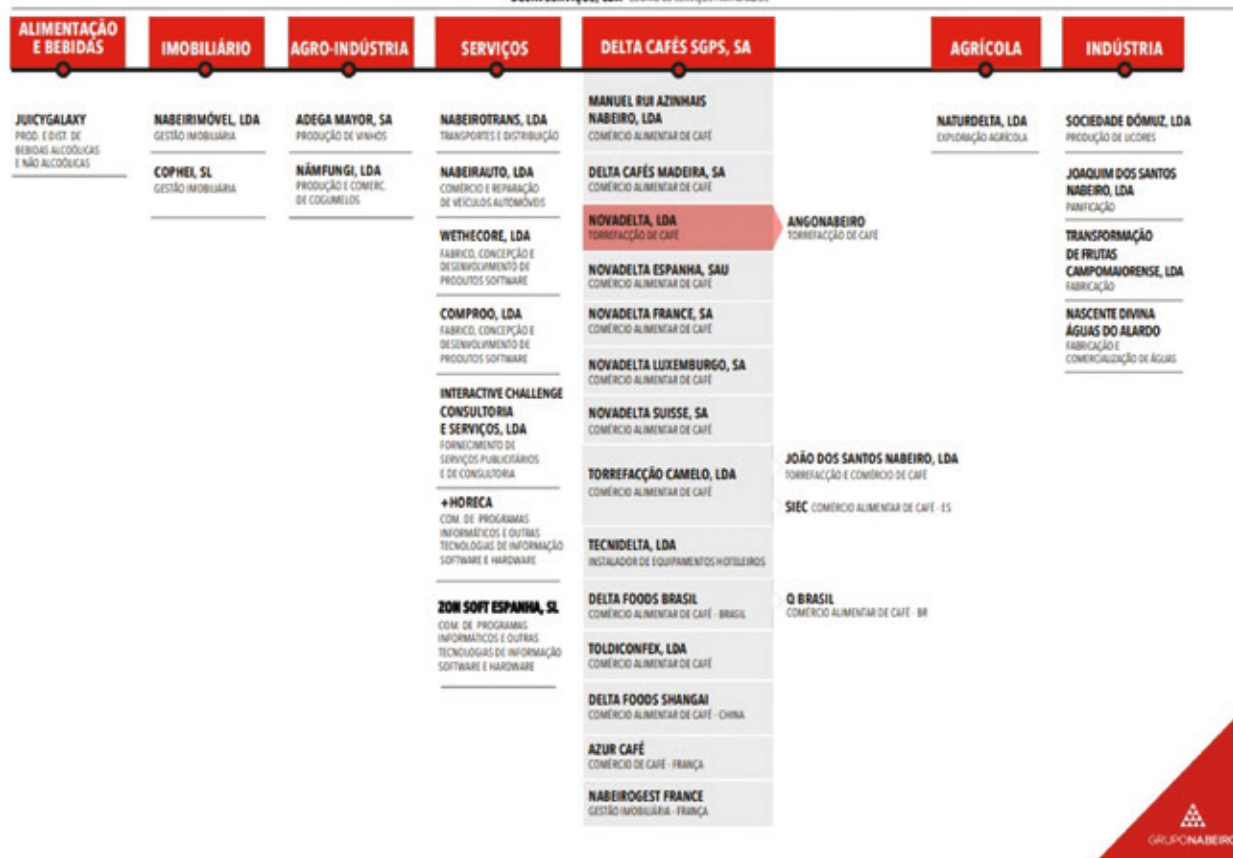 ALIMENTAÇÃO
E BEBIDAS
IMOBILIÁRIO
AGRO-INDÚSTRIA
SERVIÇOS
DELTA CAFÉS SGPS, SA
AGRÍCOLA
INDÚSTRIA
JUICYGALAXY
PROD. E DIST. DE
BEBIDAS ALCOÓLICAS
E NÃO ALCOÓLICAS
NABEIRIMÓVEL, LDA
GESTÃO IMOBILIÁRIA
COPHEI, SL
GESTÃO IMOBILIÁRIA
ADEGA MAYOR, SA
PRODUÇÃO DE VINHOS
NÃMFUNGI, LDA
PRODUÇÃO E COMERC.
DE COGUMELOS
NABEIROTRANS, LDA
TRANSPORTES E DISTRIBUIÇÃO
NABEIRAUTO, LDA
COMÉRCIO E REPARAÇÃO
DE VEÍCULOS AUTOMÓVEIS
WETHECORE, LDA
FABRICO, CONCEPÇÃO E
DESENVOLVIMENTO DE
PRODUTOS SOFTWARE
COMPROO, LDA
FABRICO, CONCEPÇÃO E
DESENVOLVIMENTO DE
PRODUTOS SOFTWARE
INTERACTIVE CHALLENGE
CONSULTORIA
E SERVIÇOS, LDA
FORNECIMENTO DE
SERVIÇOS PUBLICITÁRIOS
E DE CONSULTORIA
+HORECA
COM. DE PROGRAMAS
INFORMÁTICOS E OUTRAS
TECNOLOGIAS DE INFORMAÇÃO
SOFTWARE E HARDWARE
ZON SOFT ESPANHA, SL
COM. DE PROGRAMAS
INFORMÁTICOS E OUTRAS
TECNOLOGIAS DE INFORMAÇÃO
SOFTWARE E HARDWARE
MANUEL RUI AZINHAIS
NABEIRO, LDA
COMÉRCIO ALIMENTAR DE CAFÉ
DELTA CAFÉS MADEIRA, SA
COMÉRCIO ALIMENTAR DE CAFÉ
NOVADELTA, LDA
TORREFACÇÃO DE CAFÉ
ANGONABEIRO
TORREFACÇÃO DE CAFÉ
NOVADELTA ESPANHA, SAU
COMÉRCIO ALIMENTAR DE CAFÉ
NOVADELTA FRANCE, SA
COMÉRCIO ALIMENTAR DE CAFÉ
NOVADELTA LUXEMBURGO, SA
COMÉRCIO ALIMENTAR DE CAFÉ
NOVADELTA SUISSE, SA
COMÉRCIO ALIMENTAR DE CAFÉ
TORREFACÇÃO CAMELO, LDA
COMÉRCIO ALIMENTAR DE CAFÉ
JOÃO DOS SANTOS NABEIRO, LDA
TORREFACÇÃO E COMÉRCIO DE CAFÉ
SIEC COMÉRCIO ALIMENTAR DE CAFÉ - ES
TECNIDELTA, LDA
INSTALADOR DE EQUIPAMENTOS HOTELEIROS
DELTA FOODS BRASIL
COMÉRCIO ALIMENTAR DE CAFÉ - BRASIL
Q BRASIL
COMÉRCIO ALIMENTAR DE CAFÉ - BR
TOLDICONFEX, LDA
COMÉRCIO ALIMENTAR DE CAFÉ
DELTA FOODS SHANGAI
COMÉRCIO ALIMENTAR DE CAFÉ - CHINA
AZUR CAFÉ
COMÉRCIO DE CAFÉ - FRANÇA
NABEIROGEST FRANCE
GESTÃO IMOBILIÁRIA - FRANÇA
NATURDELTA, LDA
EXPLORAÇÃO AGRÍCOLA
SOCIEDADE DÓMUZ, LDA
PRODUÇÃO DE LICORES
JOAQUIM DOS SANTOS
NABEIRO, LDA
PANIFICAÇÃO
TRANSFORMAÇÃO
DE FRUTAS
CAMPOMAIORENSE, LDA
FABRICAÇÃO
NASCENTE DIVINA
ÁGUAS DO ALARDO
FABRICAÇÃO E
COMERCIALIZAÇÃO DE ÁGUAS
GRUPONABEIRO